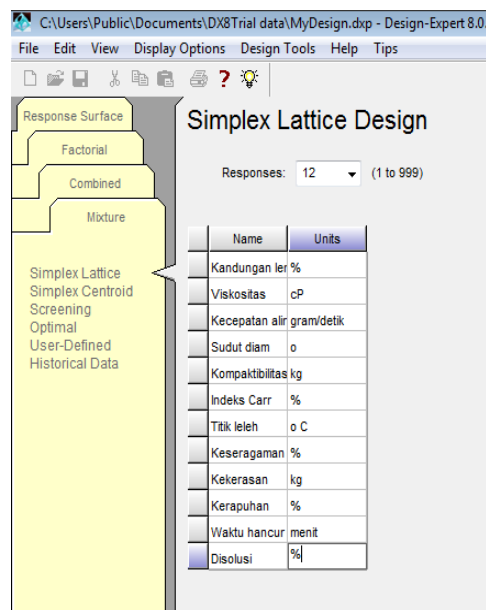 C:\Users\Public\Documents\DX8Trial data\MyDesign.dxp - Design-Expert 8.0.
File Edit View Display Options Design Tools Help Tips
Response Surface
Factorial
Combined
Mixture
Simplex Lattice
Simplex Centroid
Screening
Optimal
User-Defined
Historical Data
Simplex Lattice Design
Responses: 12 (1 to 999)
Name Units
Kandungan ler %
Viskositas cP
Kecepatan alir gram/detik
Sudut diam o
Kompaktibilitas kg
Indeks Carr %
Titik leleh o C
Keseragaman %
Kekerasan kg
Kerapuhan %
Waktu hancur menit
Disolusi %